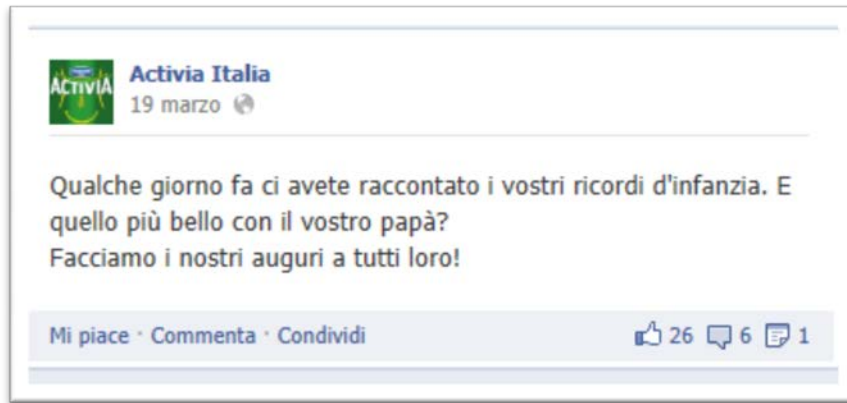 ACTIVIA
Activia Italia
19 marzo
Qualche giorno fa ci avete raccontato i vostri ricordi d'infanzia. E
quello più bello con il vostro papà?
Facciamo i nostri auguri a tutti loro!
Mi piace · Commenta · Condividi 26 6 1